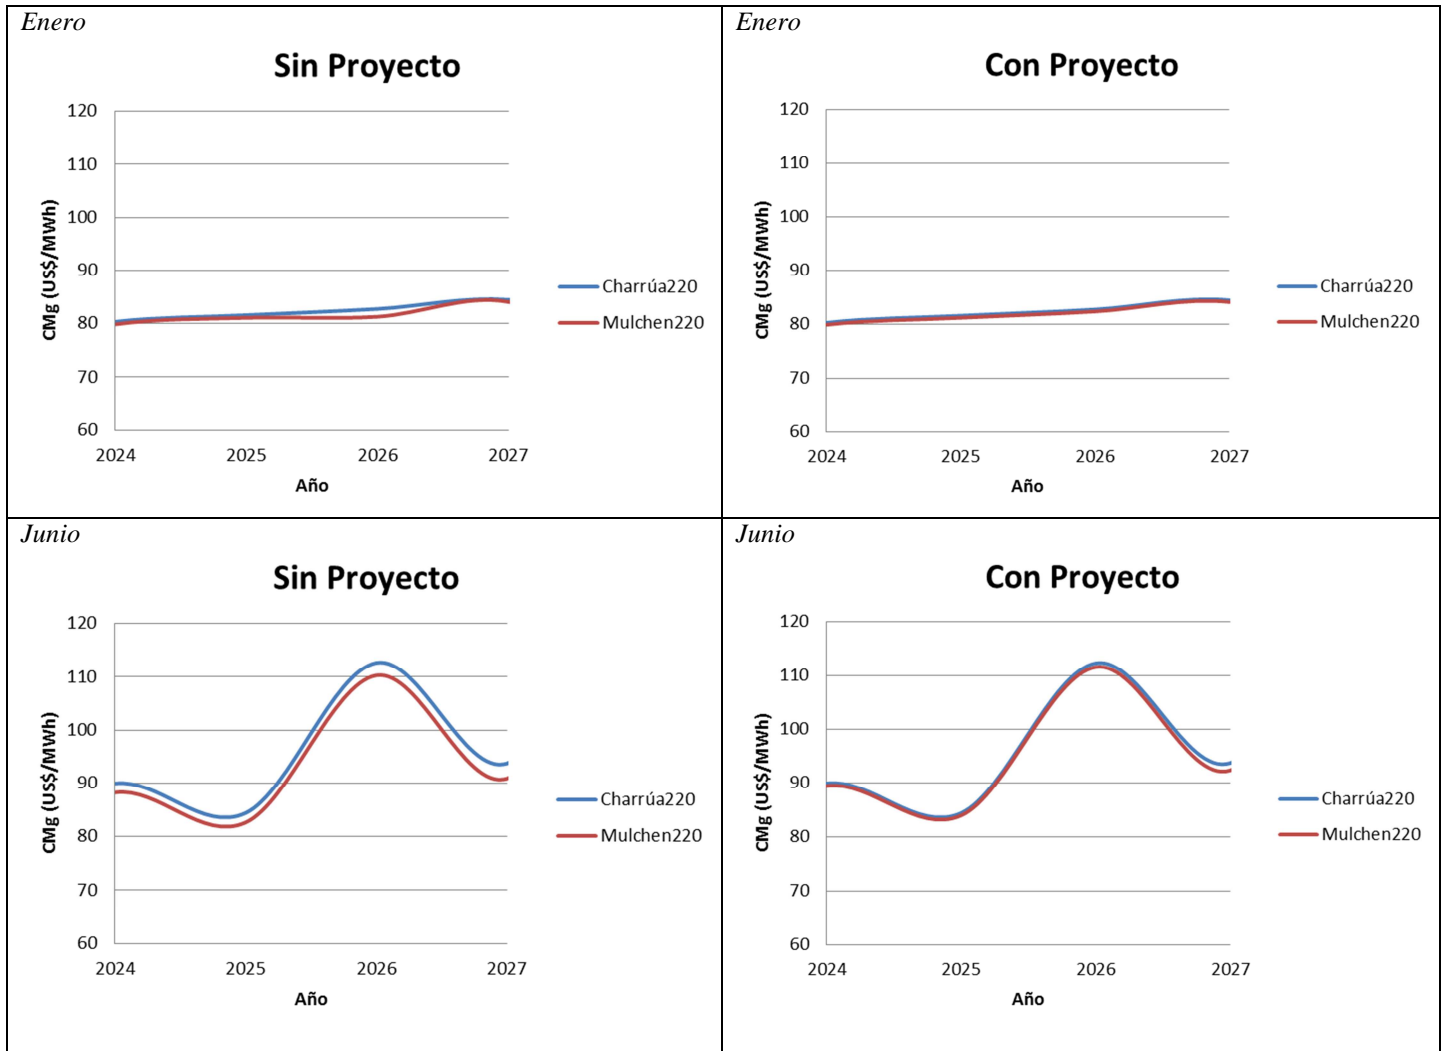 Enero
Sin Proyecto
120
110
100
90
80
70
60
CMg (US$/MWh)
2024 2025 2026 2027
Año
Charrúa220
Mulchen220
Enero
Con Proyecto
120
110
100
90
80
70
60
CMg (US$/MWh)
2024 2025 2026 2027
Año
Charrúa220
Mulchen220
Junio
Sin Proyecto
120
110
100
90
80
70
60
CMg (US$/MWh)
2024 2025 2026 2027
Año
Charrúa220
Mulchen220
Junio
Con Proyecto
120
110
100
90
80
70
60
CMg (US$/MWh)
2024 2025 2026 2027
Año
Charrúa220
Mulchen220